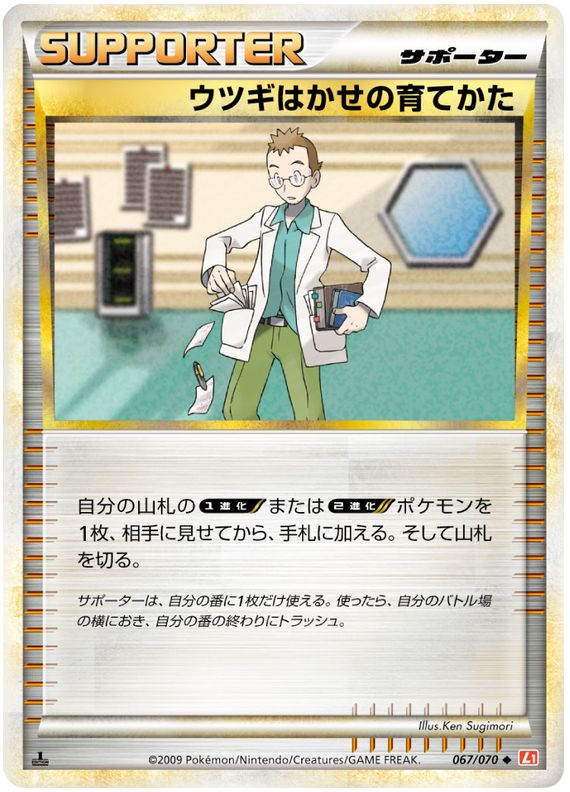 SUPPORTER サポーター
ウツギはかせの育てかた
自分の山札の 1進化 または 2進化 ポケモンを
1枚、相手に見せてから、手札に加える。そして山札
を切る。
サポーターは、自分の番に1枚だけ使える。使ったら、自分のバトル場
の横におき、自分の番の終わりにトラッシュ。
Illus.Ken Sugimori
1 EDITION ©2009 Pokémon/Nintendo/Creatures/GAME FREAK. 067/070 ◆ L1